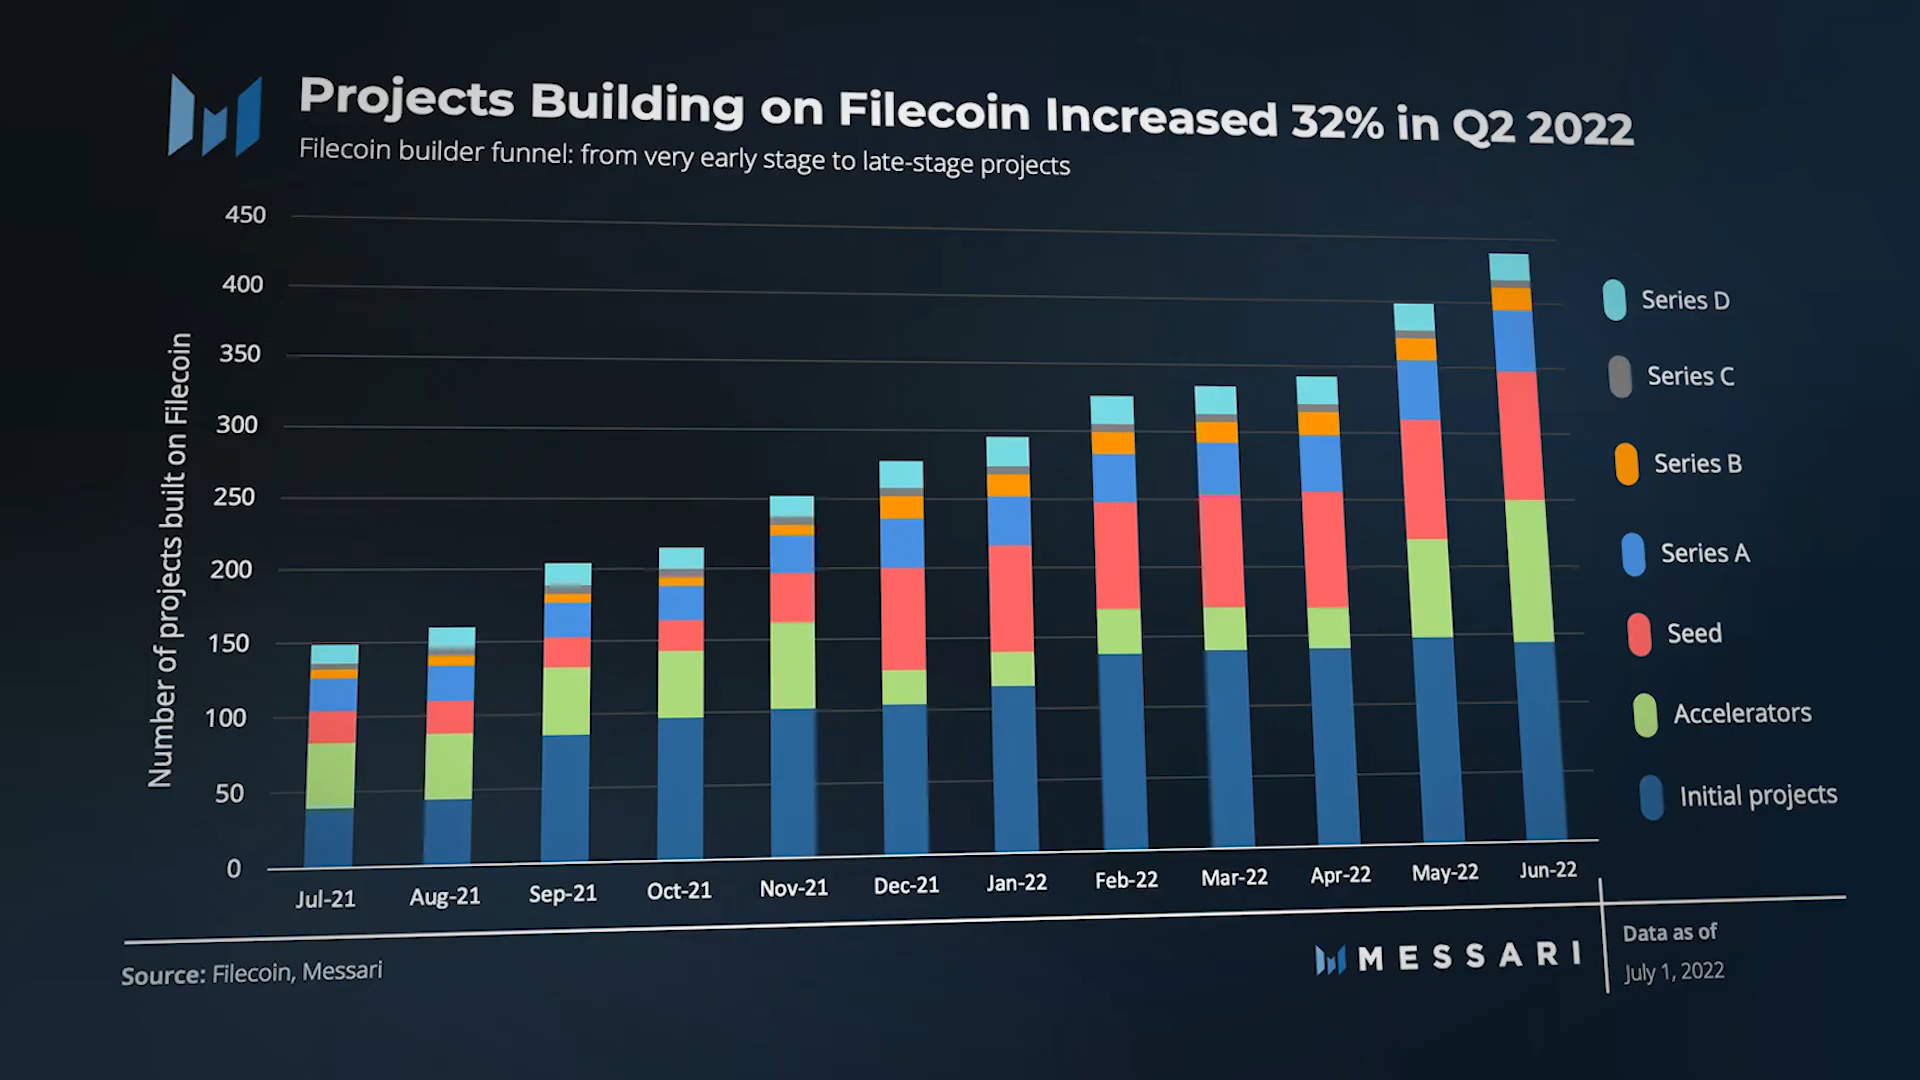 Projects Building on Filecoin Increased 32% in Q2 2022
Filecoin builder funnel: from very early stage to late-stage projects
Number of projects built on Filecoin
450
400
350
300
250
200
150
100
50
0
Jul-21 Aug-21 Sep-21 Oct-21 Nov-21 Dec-21 Jan-22 Feb-22 Mar-22 Apr-22 May-22 Jun-22
Series D
Series C
Series B
Series A
Seed
Accelerators
Initial projects
Source: Filecoin, Messari
MESSARI
Data as of
July 1, 2022